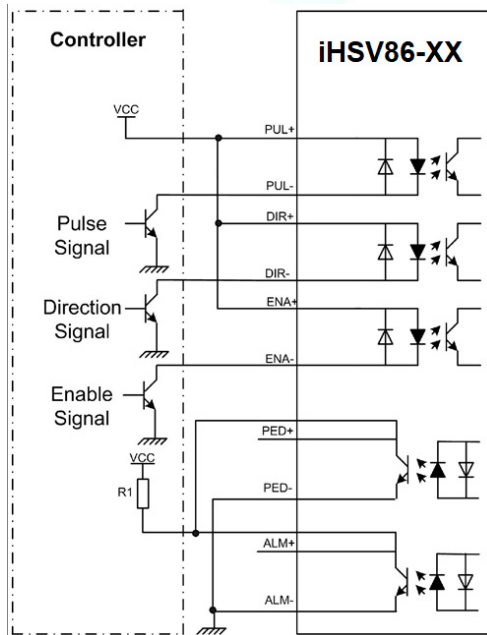 Controller
iHSV86-XX
VCC
PUL+
PUL-
Pulse
Signal
DIR+
DIR-
Direction
Signal
ENA+
ENA-
Enable
Signal
VCC
R1
PED+
PED-
ALM+
ALM-